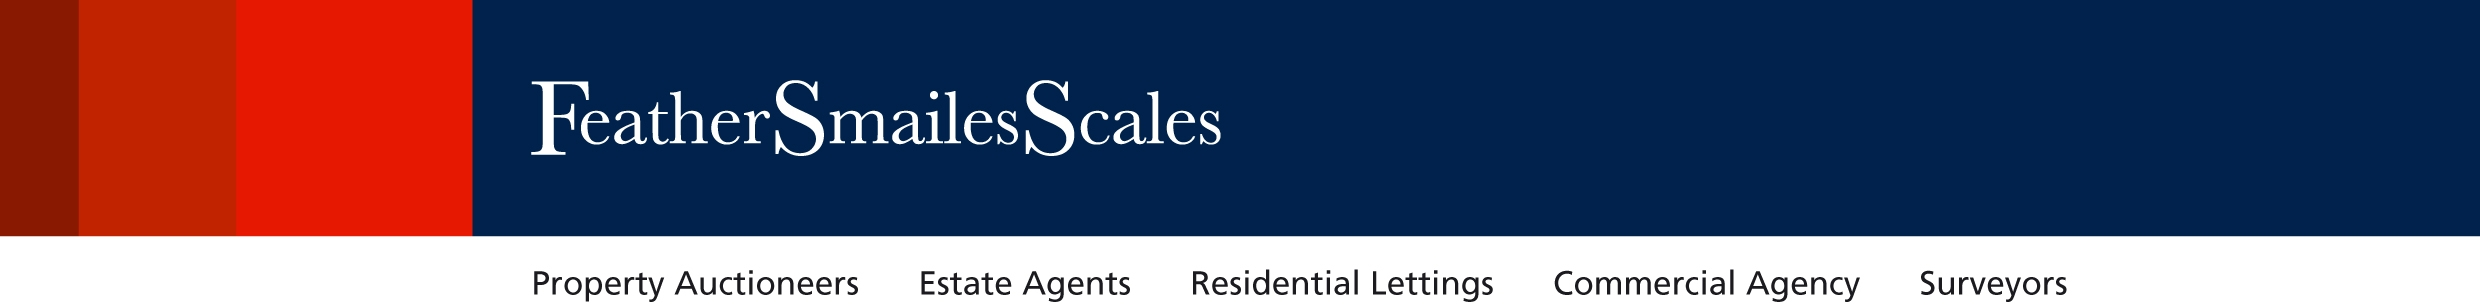 FeatherSmailesScales
Property Auctioneers Estate Agents Residential Lettings Commercial Agency Surveyors